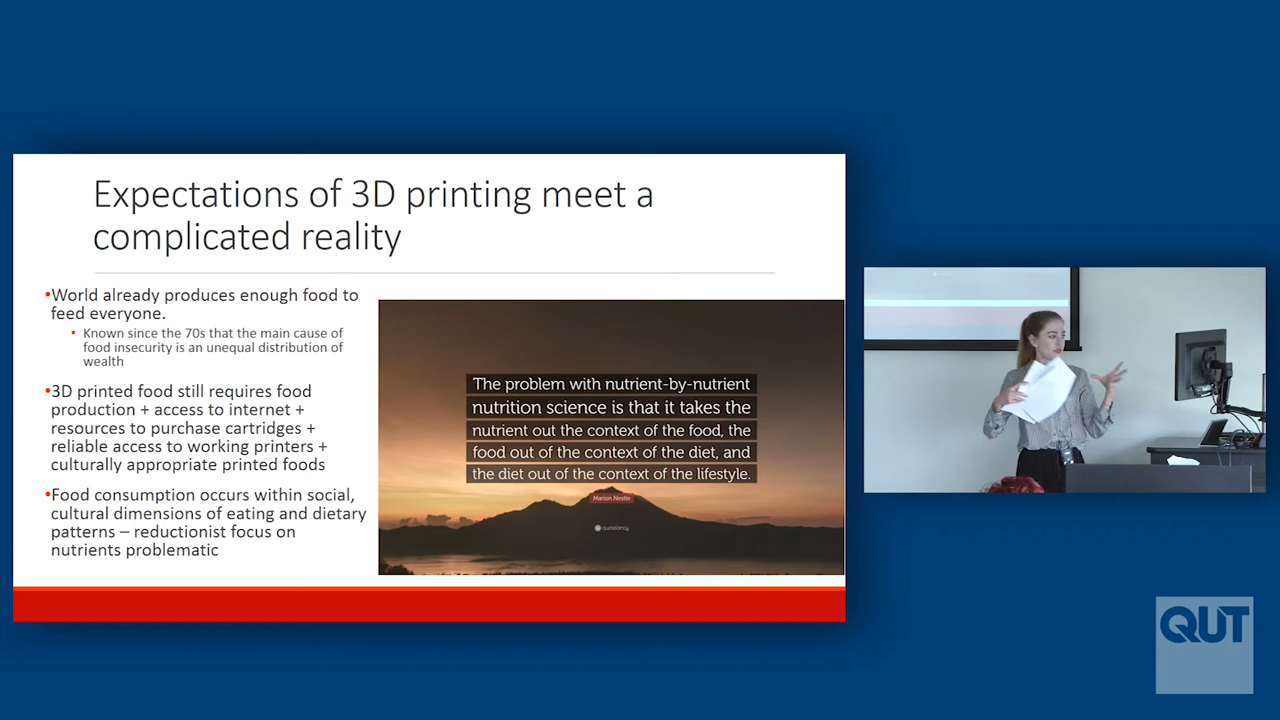 Expectations of 3D printing meet a
complicated reality
•World already produces enough food to
feed everyone.
• Known since the 70s that the main cause of
food insecurity is an unequal distribution of
wealth
•3D printed food still requires food
production + access to internet +
resources to purchase cartridges +
reliable access to working printers +
culturally appropriate printed foods
•Food consumption occurs within social,
cultural dimensions of eating and dietary
patterns – reductionist focus on
nutrients problematic
The problem with nutrient-by-nutrient
nutrition science is that it takes the
nutrient out the context of the food, the
food out of the context of the diet, and
the diet out of the context of the lifestyle.
Marion Nestle
quotefancy
QUT